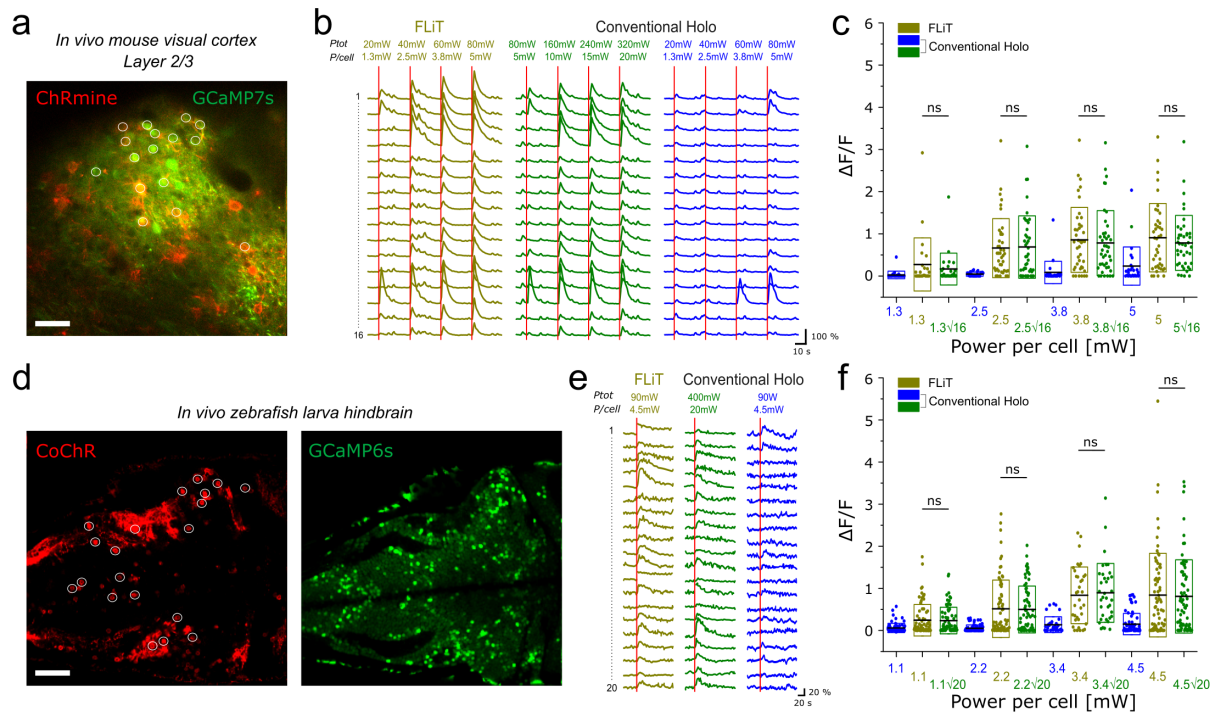 a
In vivo mouse visual cortex
Layer 2/3
ChRmine
GCaMP7s
b
FLiT
Conventional Holo
Ptot
20mW 40mW 60mW 80mW
80mW 160mW 240mW 320mW
20mW 40mW 60mW 80mW
P/cell
1.3mW 2.5mW 3.8mW 5mW
5mW 10mW 15mW 20mW
1.3mW 2.5mW 3.8mW 5mW
1
16
100 %
10 s
c
FLiT
Conventional Holo
ns ns ns ns
ΔF/F
6
5
4
3
2
1
0
1.3 2.5 3.8 5
1.3 2.5 3.8 5
1.3√16 2.5√16 3.8√16 5√16
Power per cell [mW]
d
In vivo zebrafish larva hindbrain
CoChR
GCaMP6s
e
FLiT
Conventional Holo
Ptot
90mW 400mW 90W
P/cell
4.5mW 20mW 4.5mW
1
20
20 %
20 s
f
FLiT
Conventional Holo
ns ns ns ns
ΔF/F
6
5
4
3
2
1
0
1.1 2.2 3.4 4.5
1.1 2.2 3.4 4.5
1.1√20 2.2√20 3.4√20 4.5√20
Power per cell [mW]